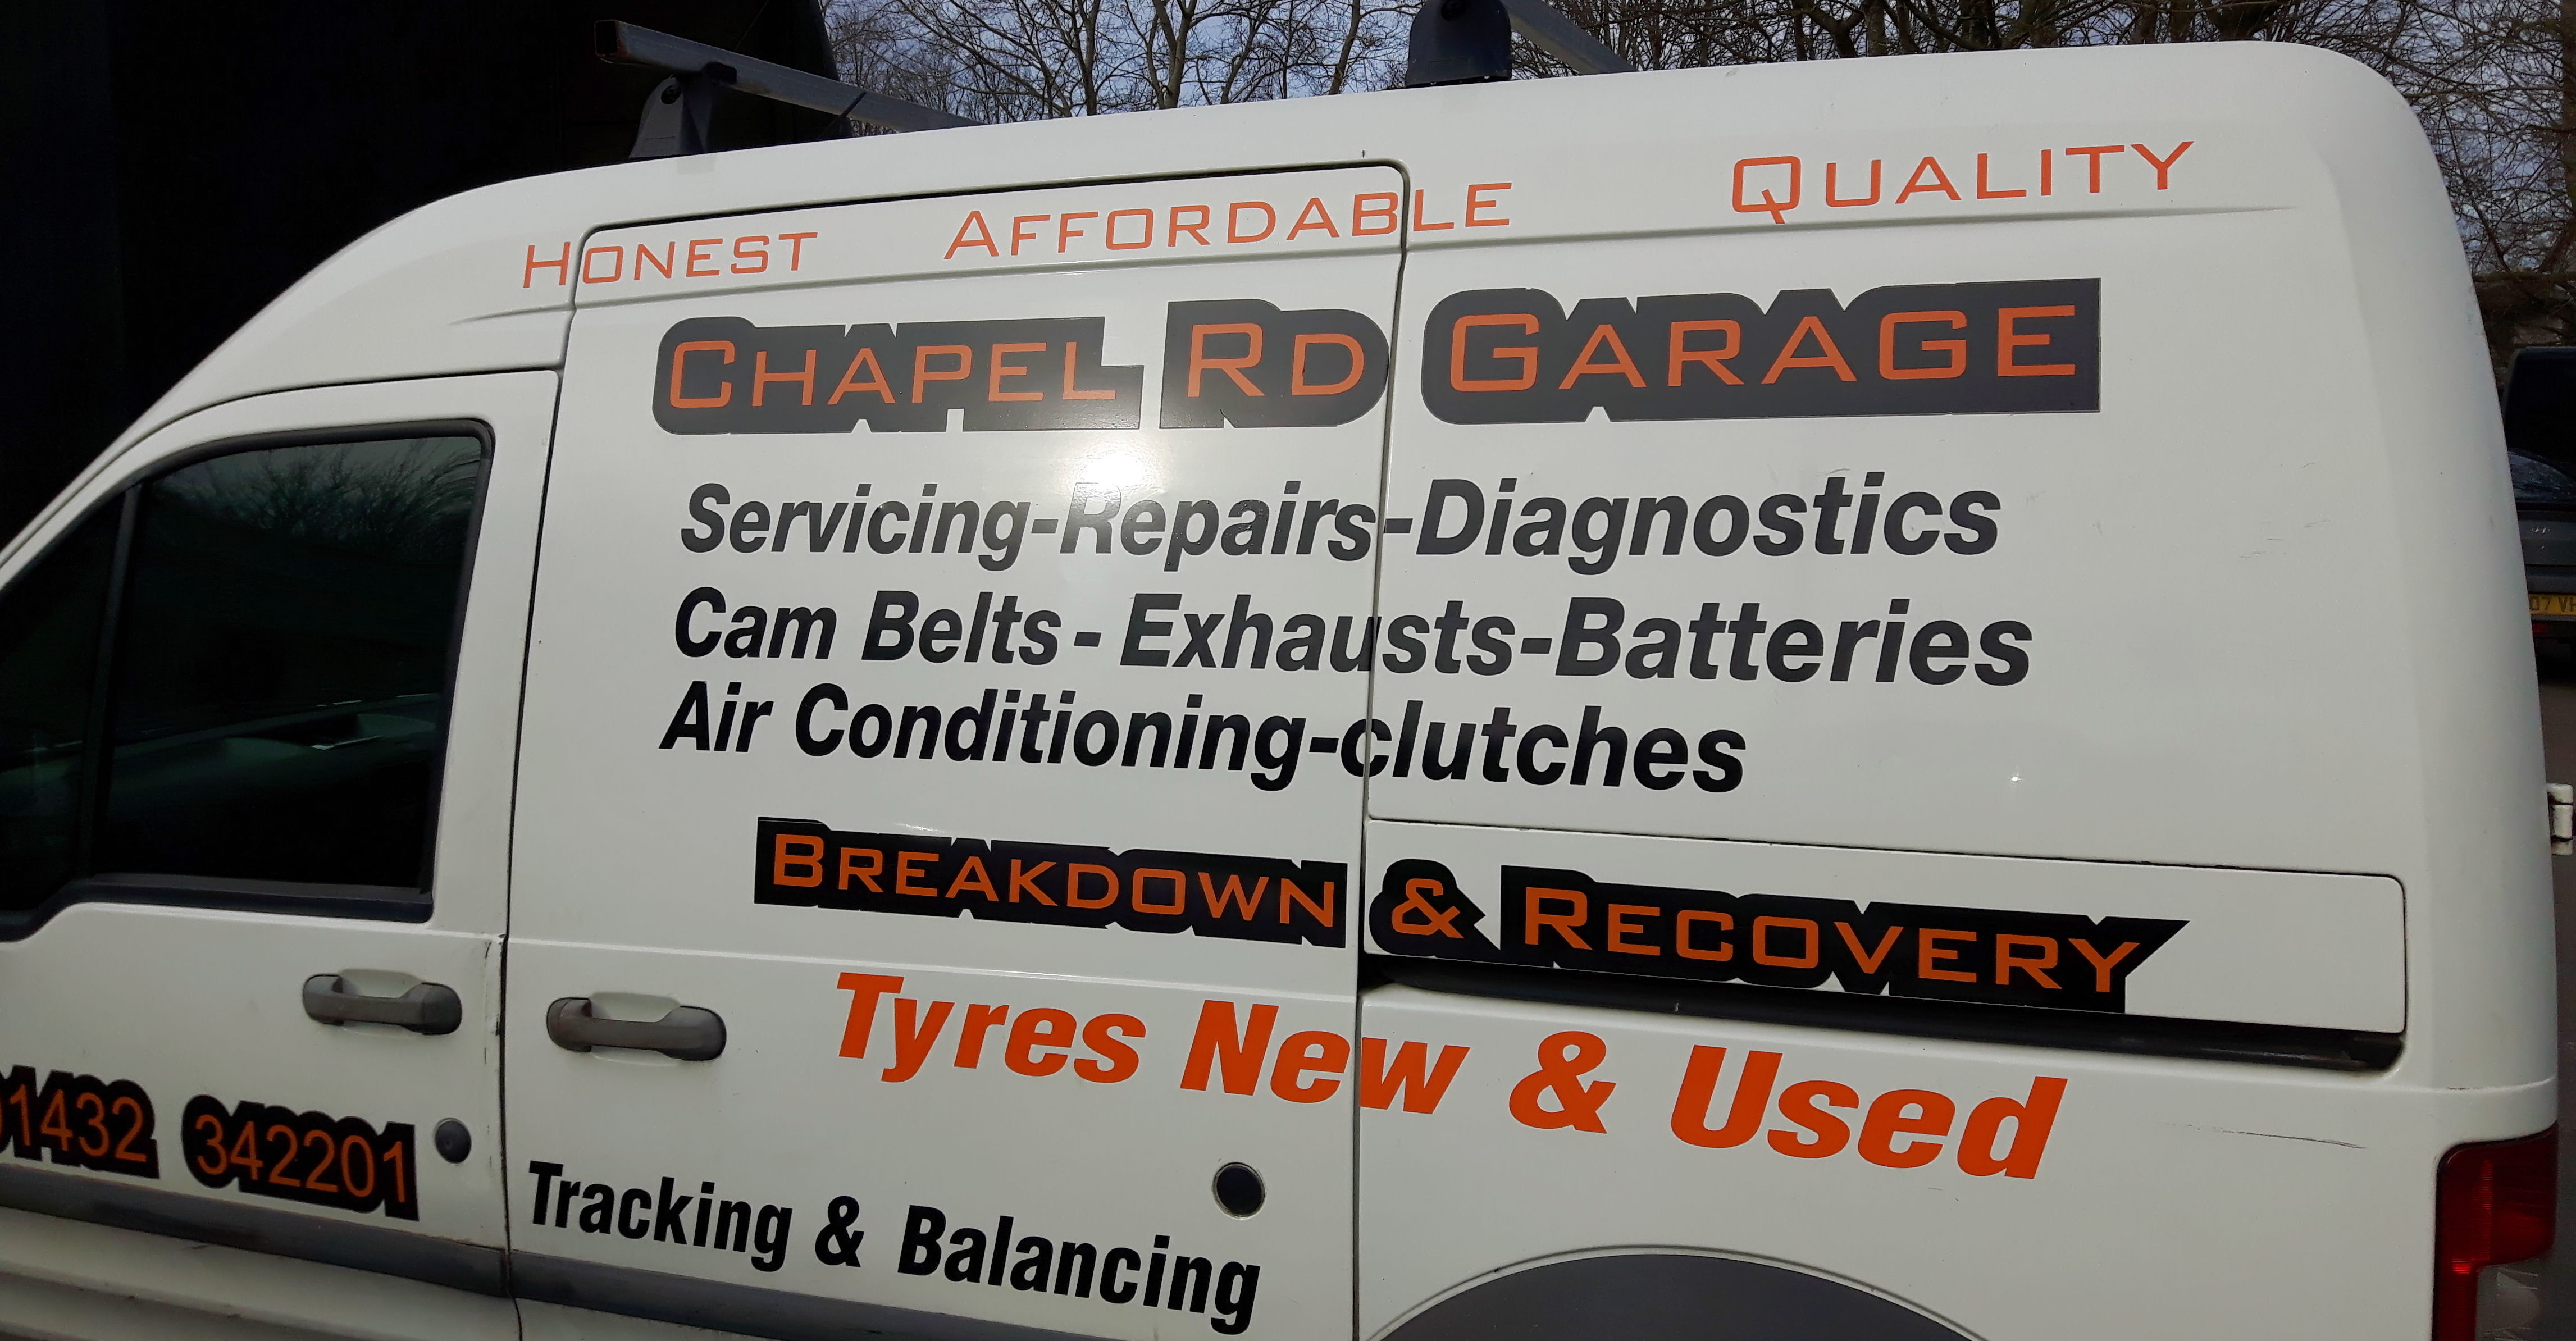 HONEST AFFORDABLE QUALITY
CHAPEL RD GARAGE
Servicing-Repairs-Diagnostics
Cam Belts - Exhausts-Batteries
Air Conditioning-clutches
BREAKDOWN & RECOVERY
Tyres New & Used
01432 342201
Tracking & Balancing